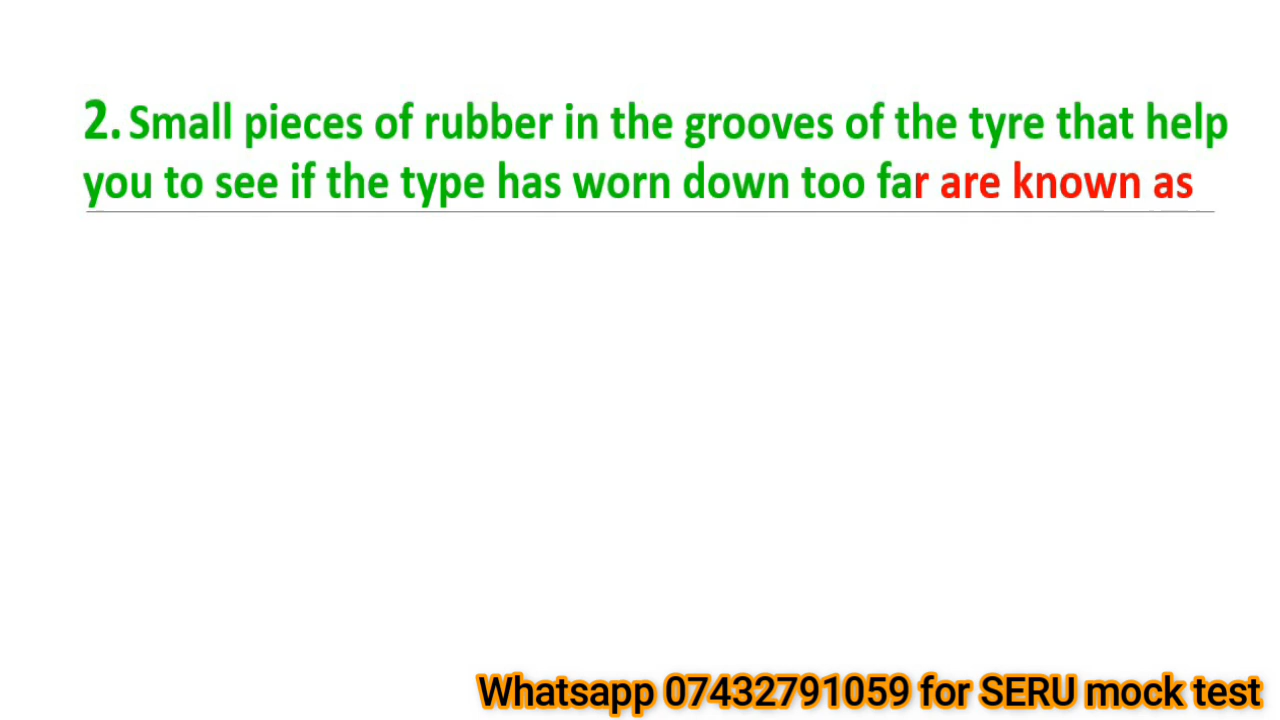 2. Small pieces of rubber in the grooves of the tyre that help
you to see if the type has worn down too far are known as
Whatsapp 07432791059 for SERU mock test